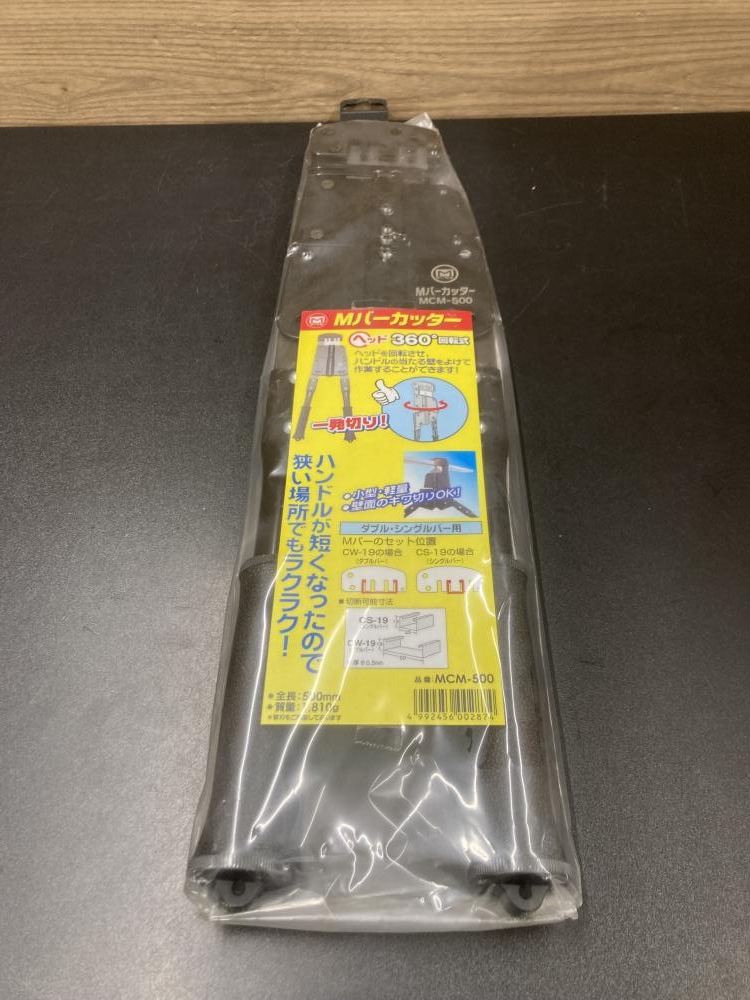 Mバーカッター
MCM-500
Mバーカッター
ヘッド 360°回転式
ヘッドを回転させ、
ハンドルの当たる壁をよけて
作業することができます！
一発切り！
ハンドルが短くなったので
狭い場所でもラクラク！
●小型・軽量
●壁面のキワ切りOK！
ダブル・シングルバー用
Mバーのセット位置
CW-19の場合
（ダブルバー）
CS-19の場合
（シングルバー）
※切断可能寸法
CS-19
CW-19
品番：MCM-500
＊全長：500mm
＊質量：1,810g
4 992456 002874